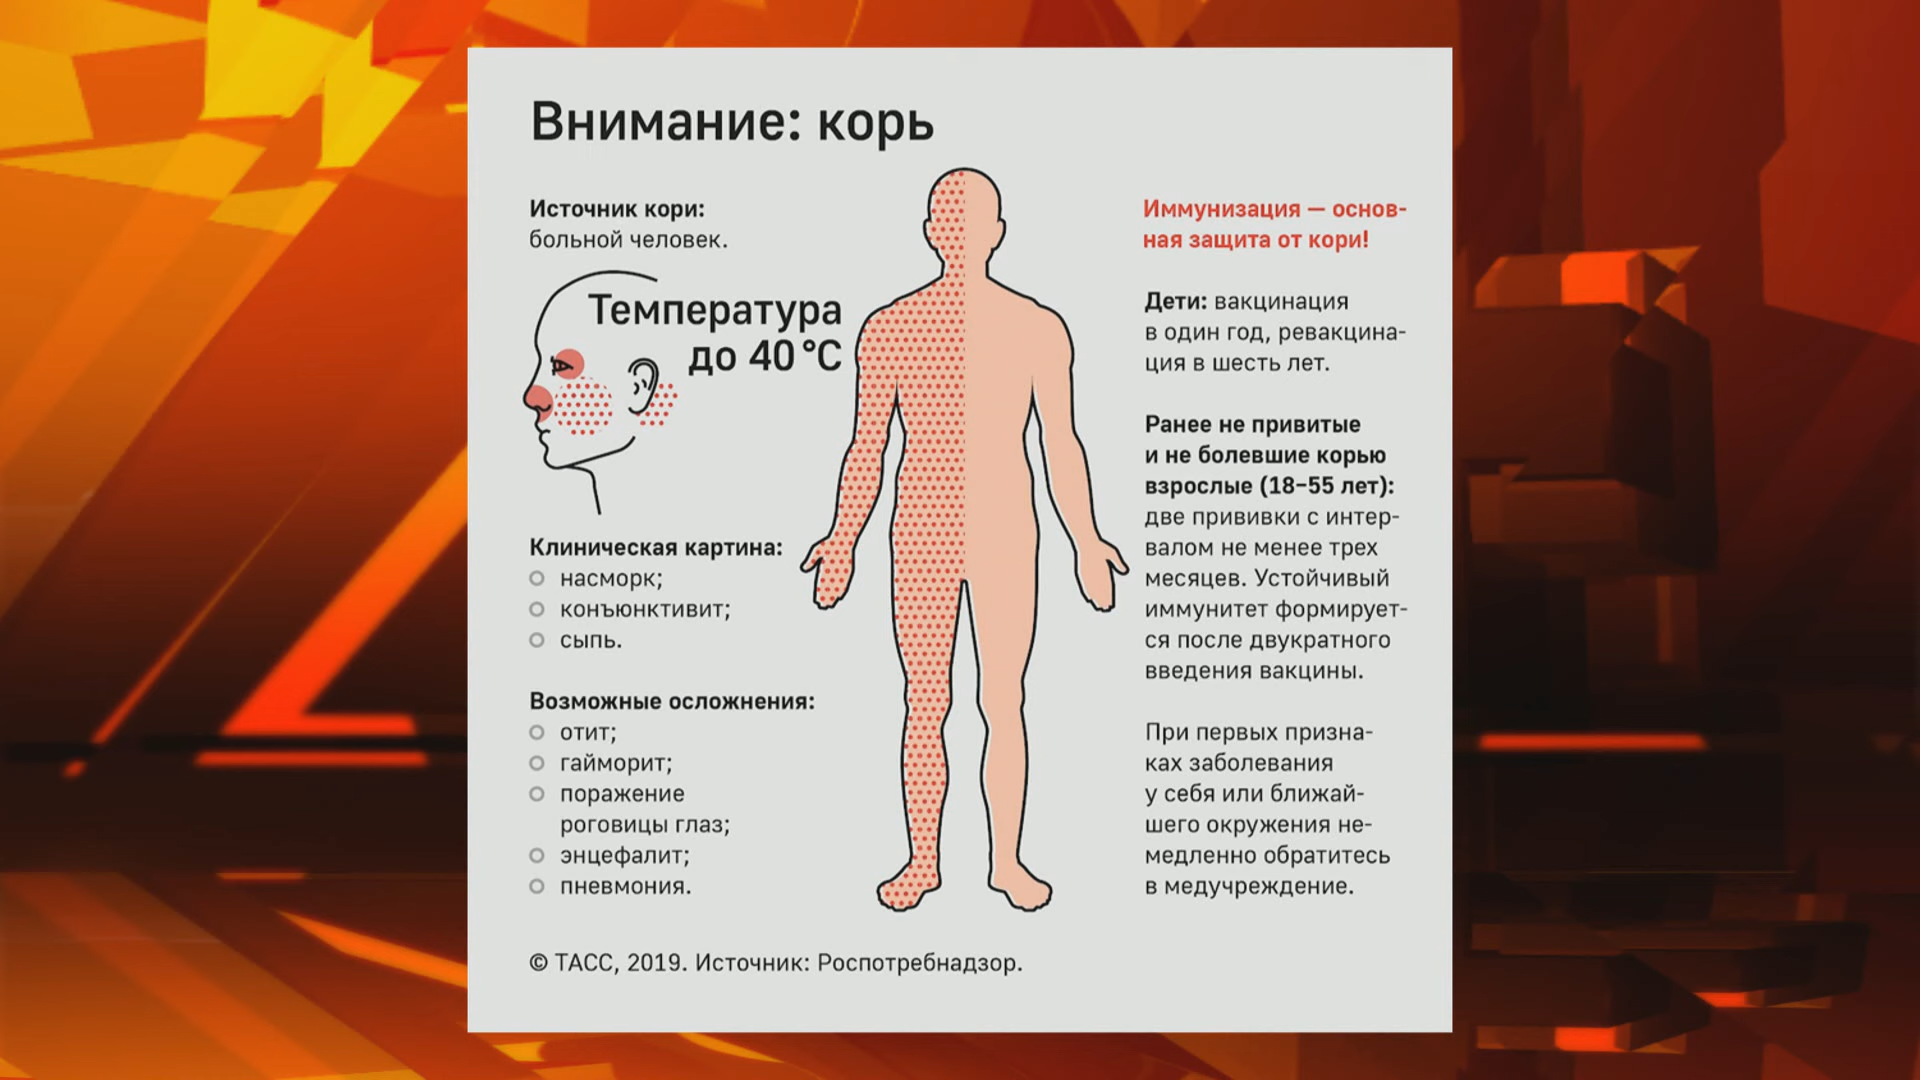 Внимание: корь
Источник кори:
больной человек.
Температура
до 40 °С
Клиническая картина:
насморк;
конъюнктивит;
сыпь.
Возможные осложнения:
отит;
гайморит;
поражение
роговицы глаз;
энцефалит;
пневмония.
Иммунизация — основ-
ная защита от кори!
Дети: вакцинация
в один год, ревакцина-
ция в шесть лет.
Ранее не привитые
и не болевшие корью
взрослые (18–55 лет):
две прививки с интер-
валом не менее трех
месяцев. Устойчивый
иммунитет формирует-
ся после двукратного
введения вакцины.
При первых призна-
ках заболевания
у себя или ближай-
шего окружения не-
медленно обратитесь
в медучреждение.
© ТАСС, 2019. Источник: Роспотребнадзор.